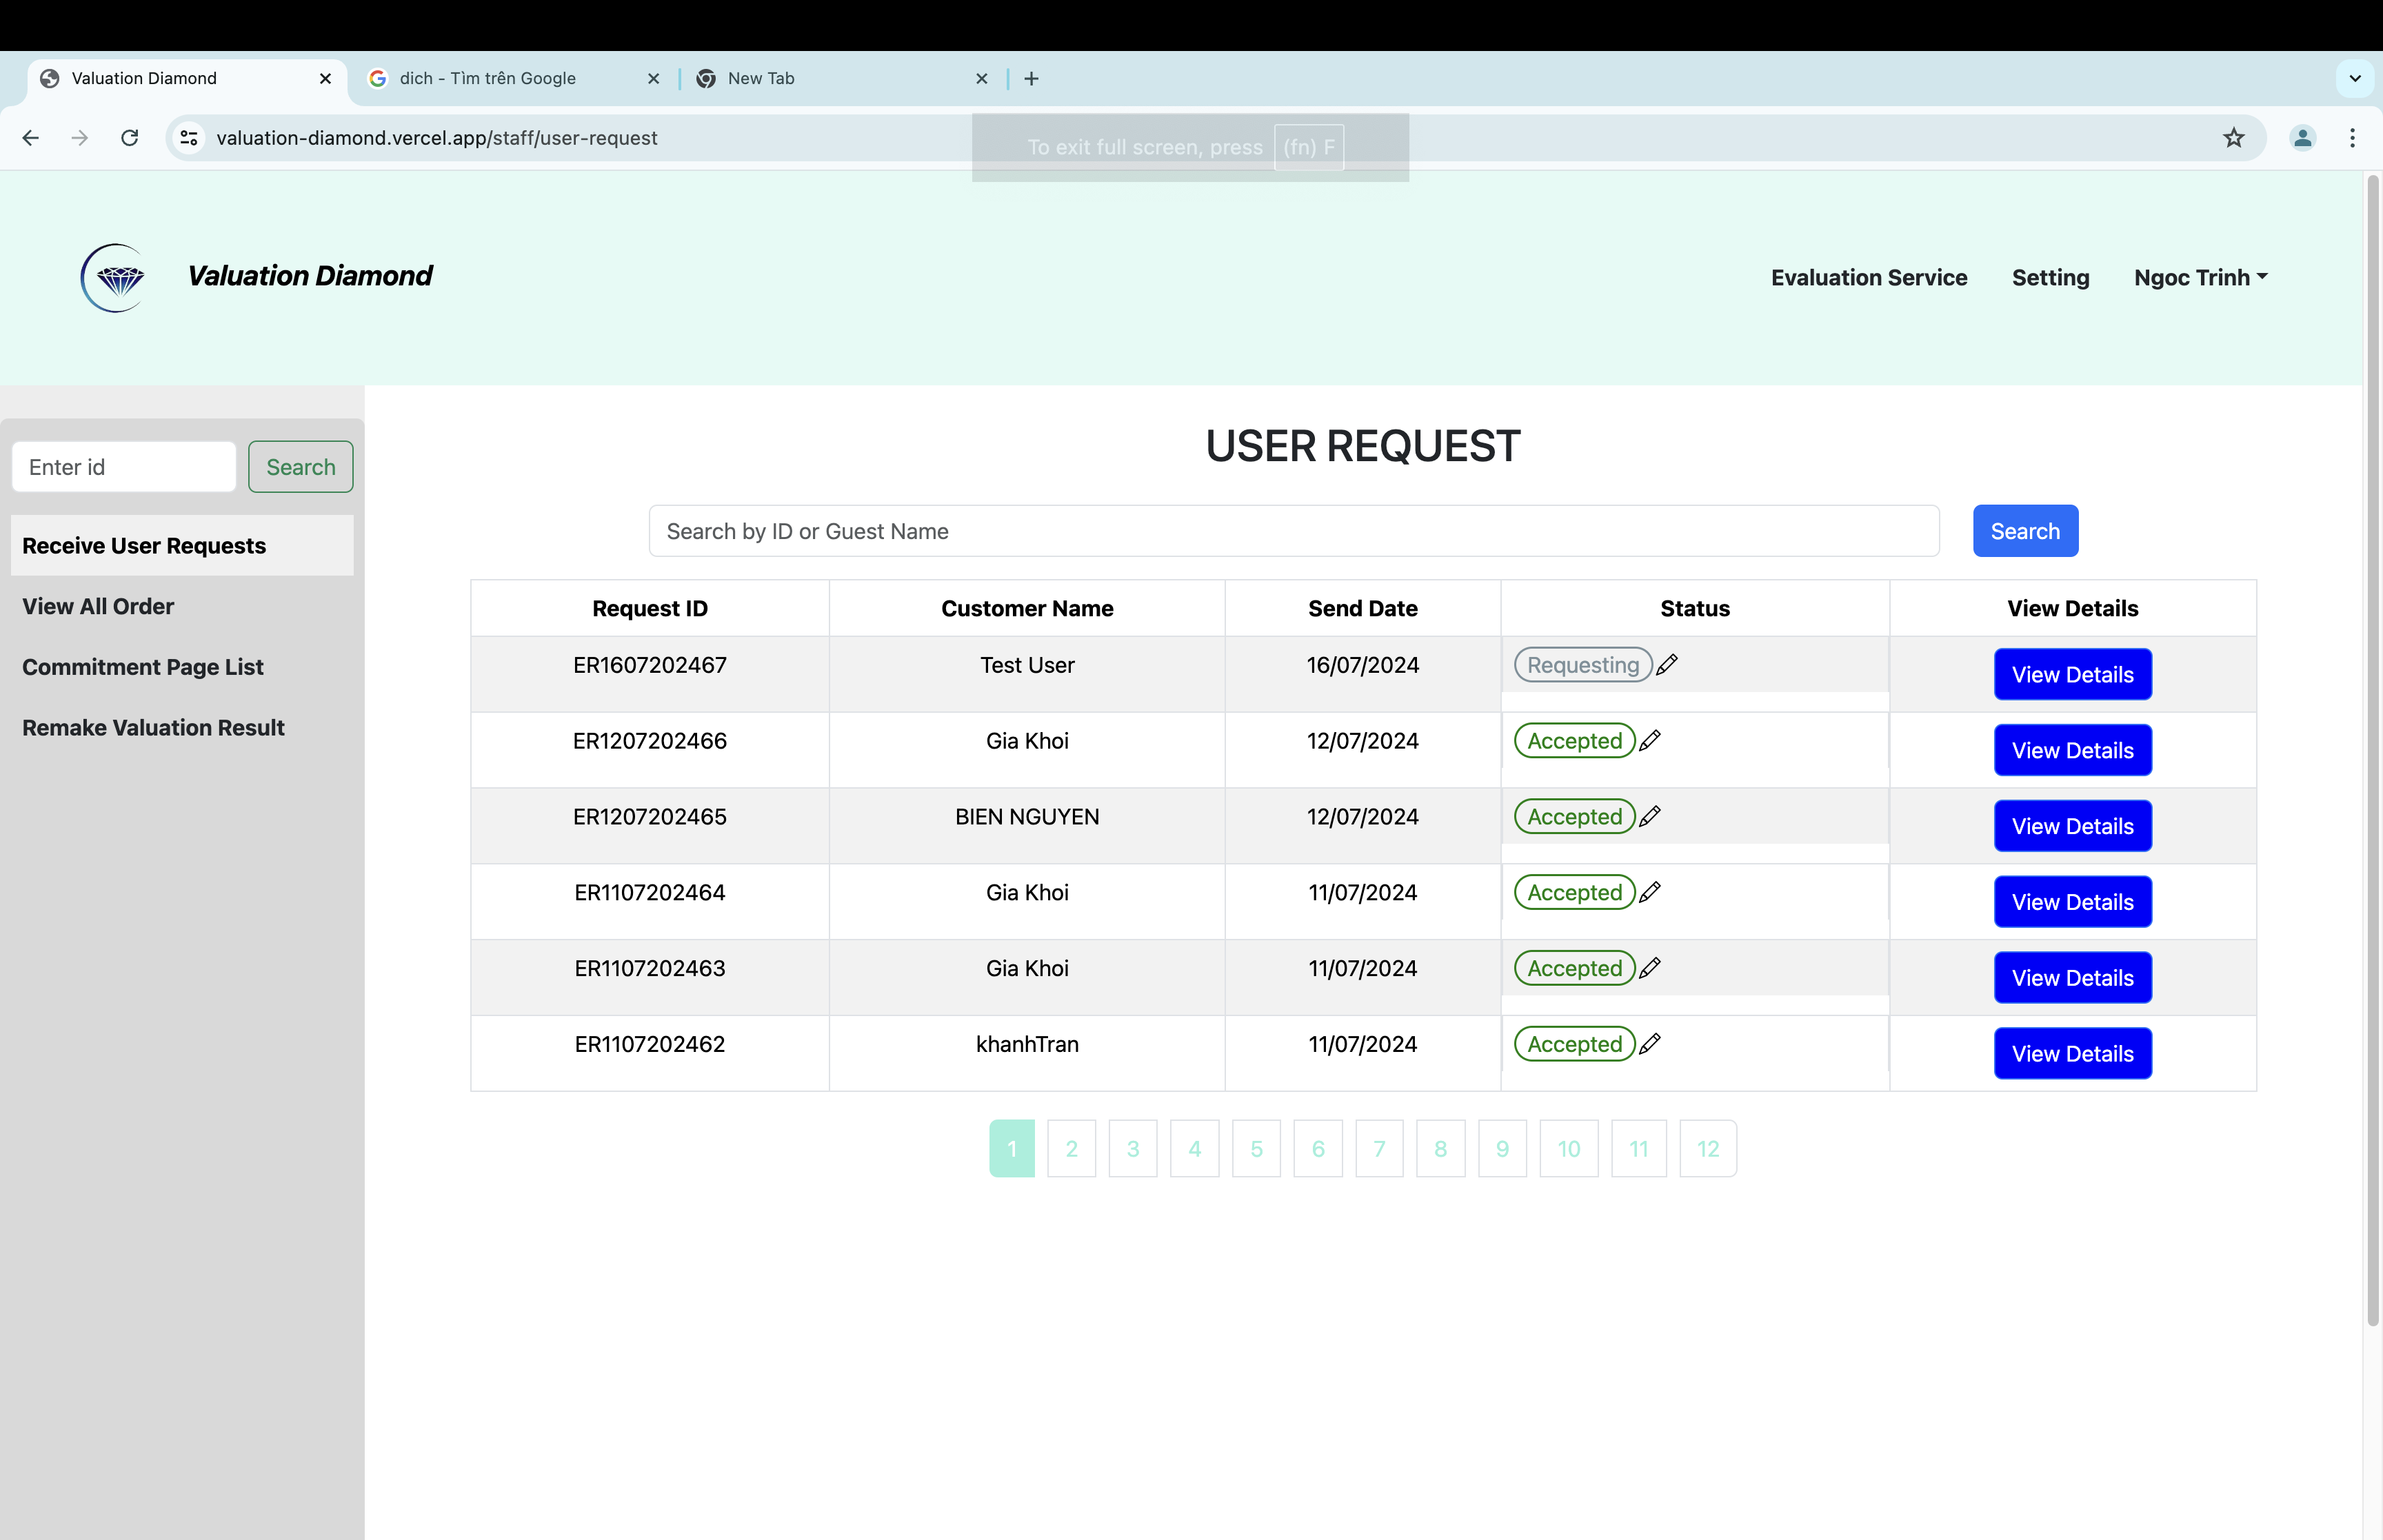 Valuation Diamond
dich - Tìm trên Google
New Tab
valuation-diamond.vercel.app/staff/user-request
To exit full screen, press (fn) F
Valuation Diamond
Evaluation Service
Setting
Ngoc Trinh
Enter id
Search
Receive User Requests
View All Order
Commitment Page List
Remake Valuation Result
USER REQUEST
Search by ID or Guest Name
Search
Request ID Customer Name Send Date Status View Details
ER1607202467 Test User 16/07/2024 Requesting View Details
ER1207202466 Gia Khoi 12/07/2024 Accepted View Details
ER1207202465 BIEN NGUYEN 12/07/2024 Accepted View Details
ER1107202464 Gia Khoi 11/07/2024 Accepted View Details
ER1107202463 Gia Khoi 11/07/2024 Accepted View Details
ER1107202462 khanhTran 11/07/2024 Accepted View Details
1 2 3 4 5 6 7 8 9 10 11 12